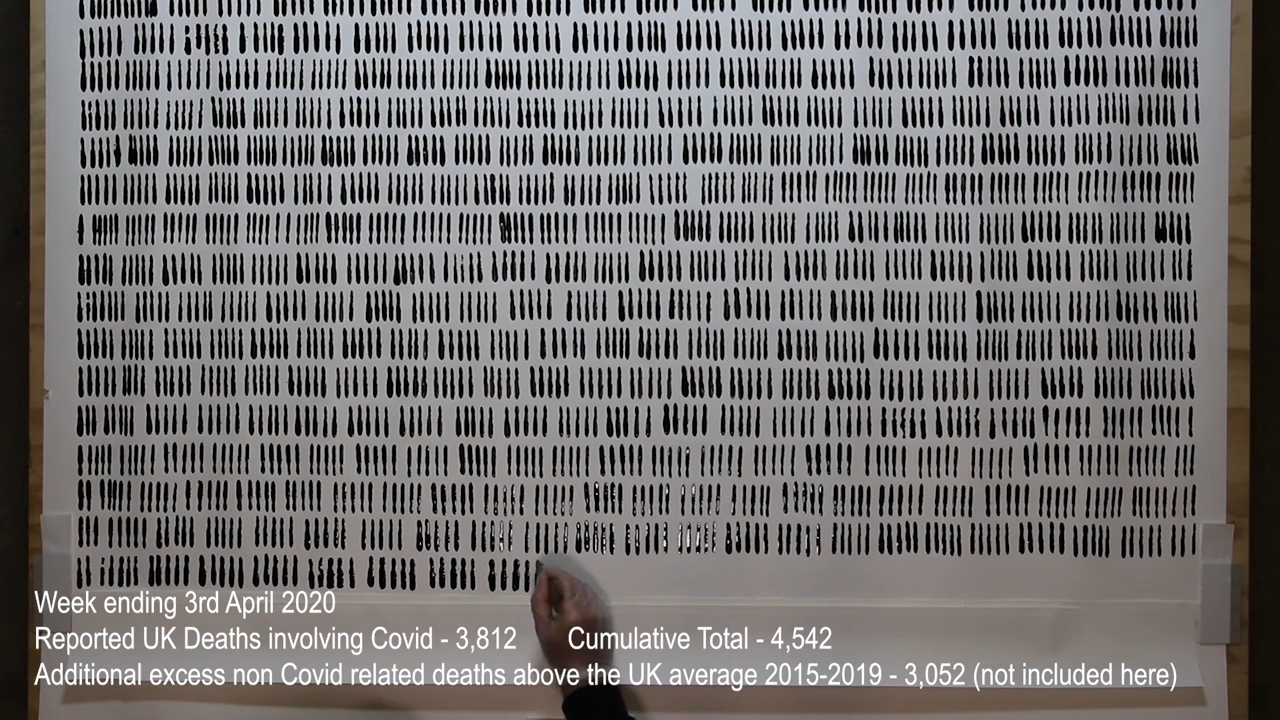 Week ending 3rd April 2020
Reported UK Deaths involving Covid - 3,812 Cumulative Total - 4,542
Additional excess non Covid related deaths above the UK average 2015-2019 - 3,052 (not included here)